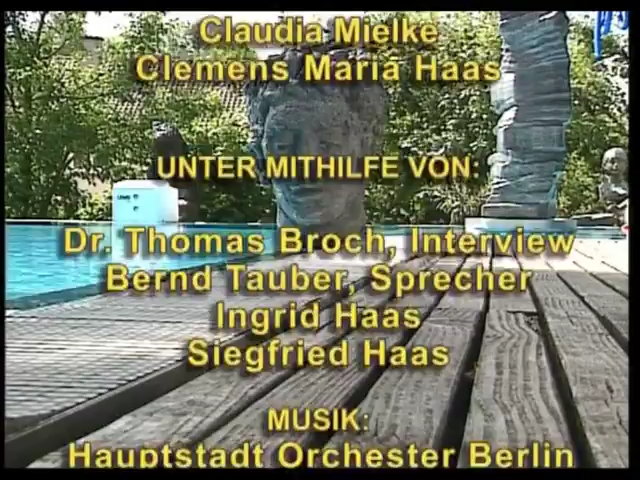 Claudia Mielke
Clemens Maria Haas
UNTER MITHILFE VON:
Dr. Thomas Broch, Interview
Bernd Tauber, Sprecher
Ingrid Haas
Siegfried Haas
MUSIK:
Hauptstadt Orchester Berlin